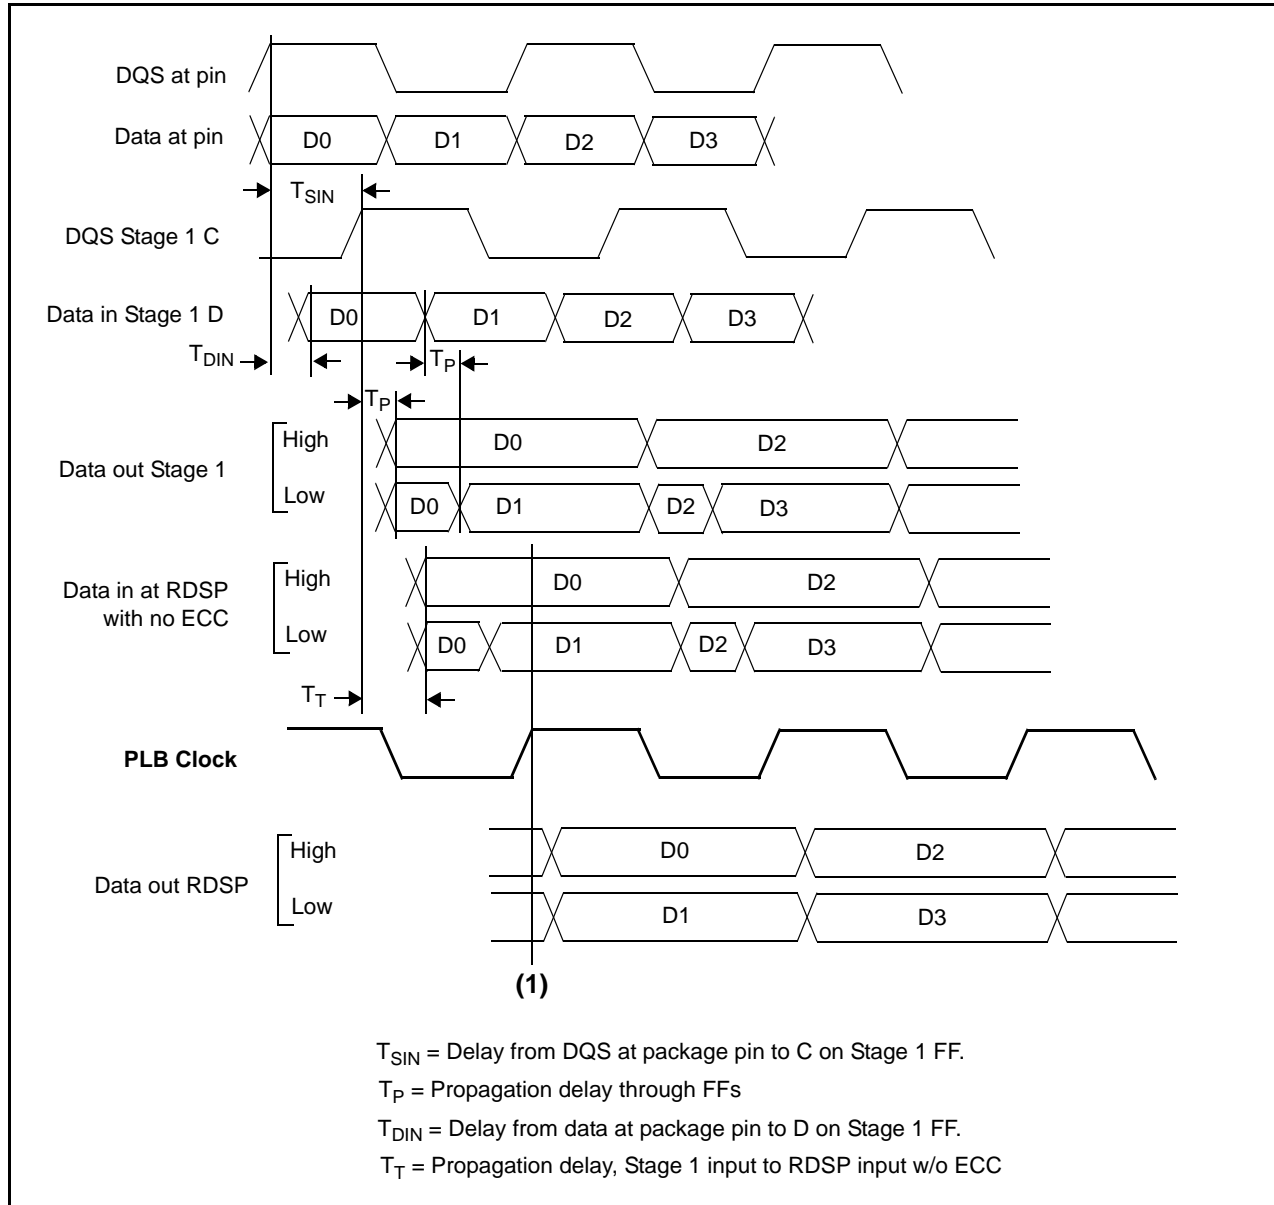 DQS at pin
Data at pin
D0 D1 D2 D3
TSIN
DQS Stage 1 C
Data in Stage 1 D
D0 D1 D2 D3
TDIN
TP
TP
Data out Stage 1
High
D0 D2
Low
D0 D1 D2 D3
Data in at RDSP
with no ECC
High
D0 D2
Low
D0 D1 D2 D3
TT
PLB Clock
Data out RDSP
High
D0 D2
Low
D1 D3
(1)
TSIN = Delay from DQS at package pin to C on Stage 1 FF.
TP = Propagation delay through FFs
TDIN = Delay from data at package pin to D on Stage 1 FF.
TT = Propagation delay, Stage 1 input to RDSP input w/o ECC